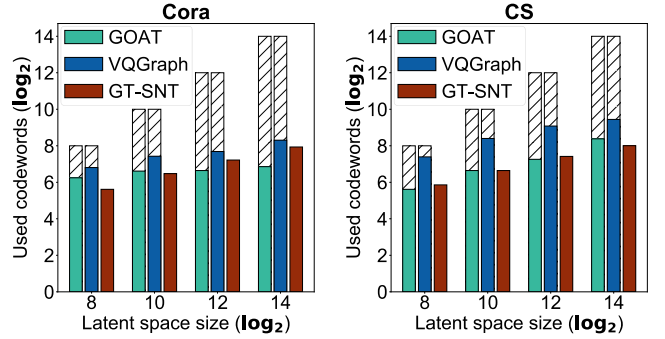 Cora
Used codewords (log₂)
14
12
10
8
6
4
2
0
GOAT
VQGraph
GT-SNT
8 10 12 14
Latent space size (log₂)
CS
Used codewords (log₂)
14
12
10
8
6
4
2
0
GOAT
VQGraph
GT-SNT
8 10 12 14
Latent space size (log₂)